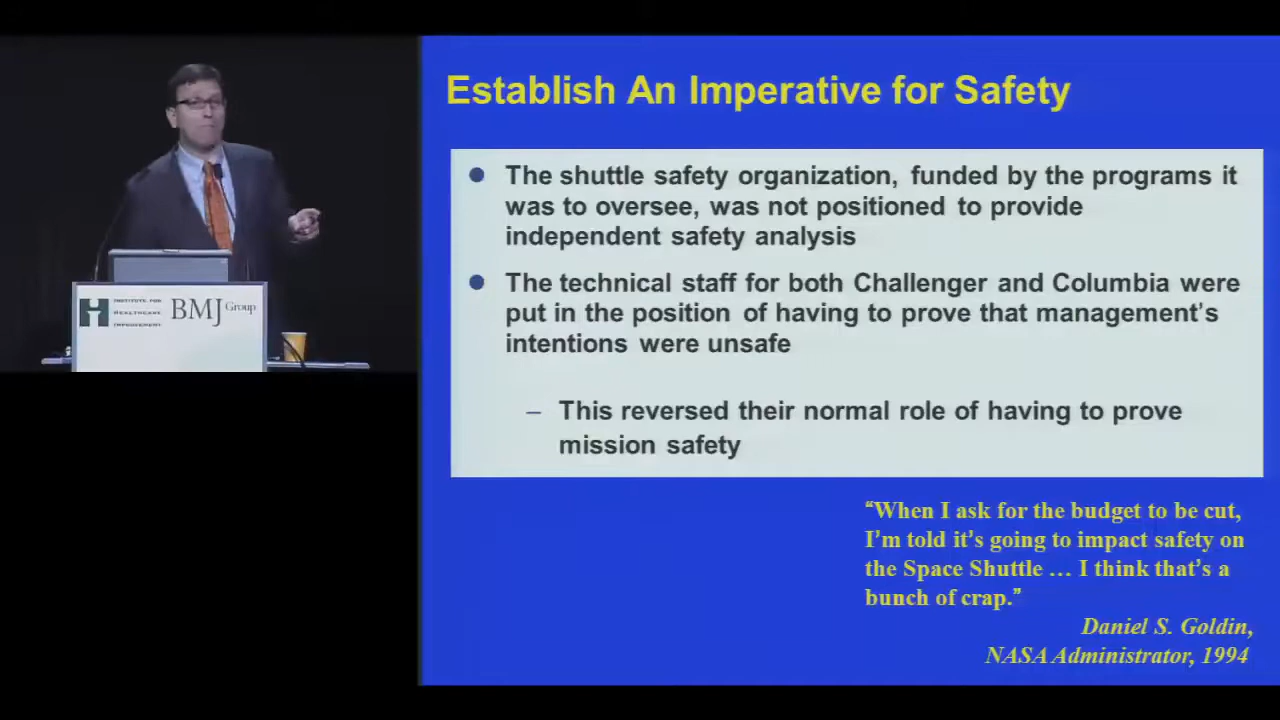 Establish An Imperative for Safety
The shuttle safety organization, funded by the programs it
was to oversee, was not positioned to provide
independent safety analysis
The technical staff for both Challenger and Columbia were
put in the position of having to prove that management's
intentions were unsafe
– This reversed their normal role of having to prove
mission safety
“When I ask for the budget to be cut,
I'm told it's going to impact safety on
the Space Shuttle … I think that's a
bunch of crap.”
Daniel S. Goldin,
NASA Administrator, 1994
INSTITUTE FOR
HEALTHCARE
IMPROVEMENT
BMJ Group